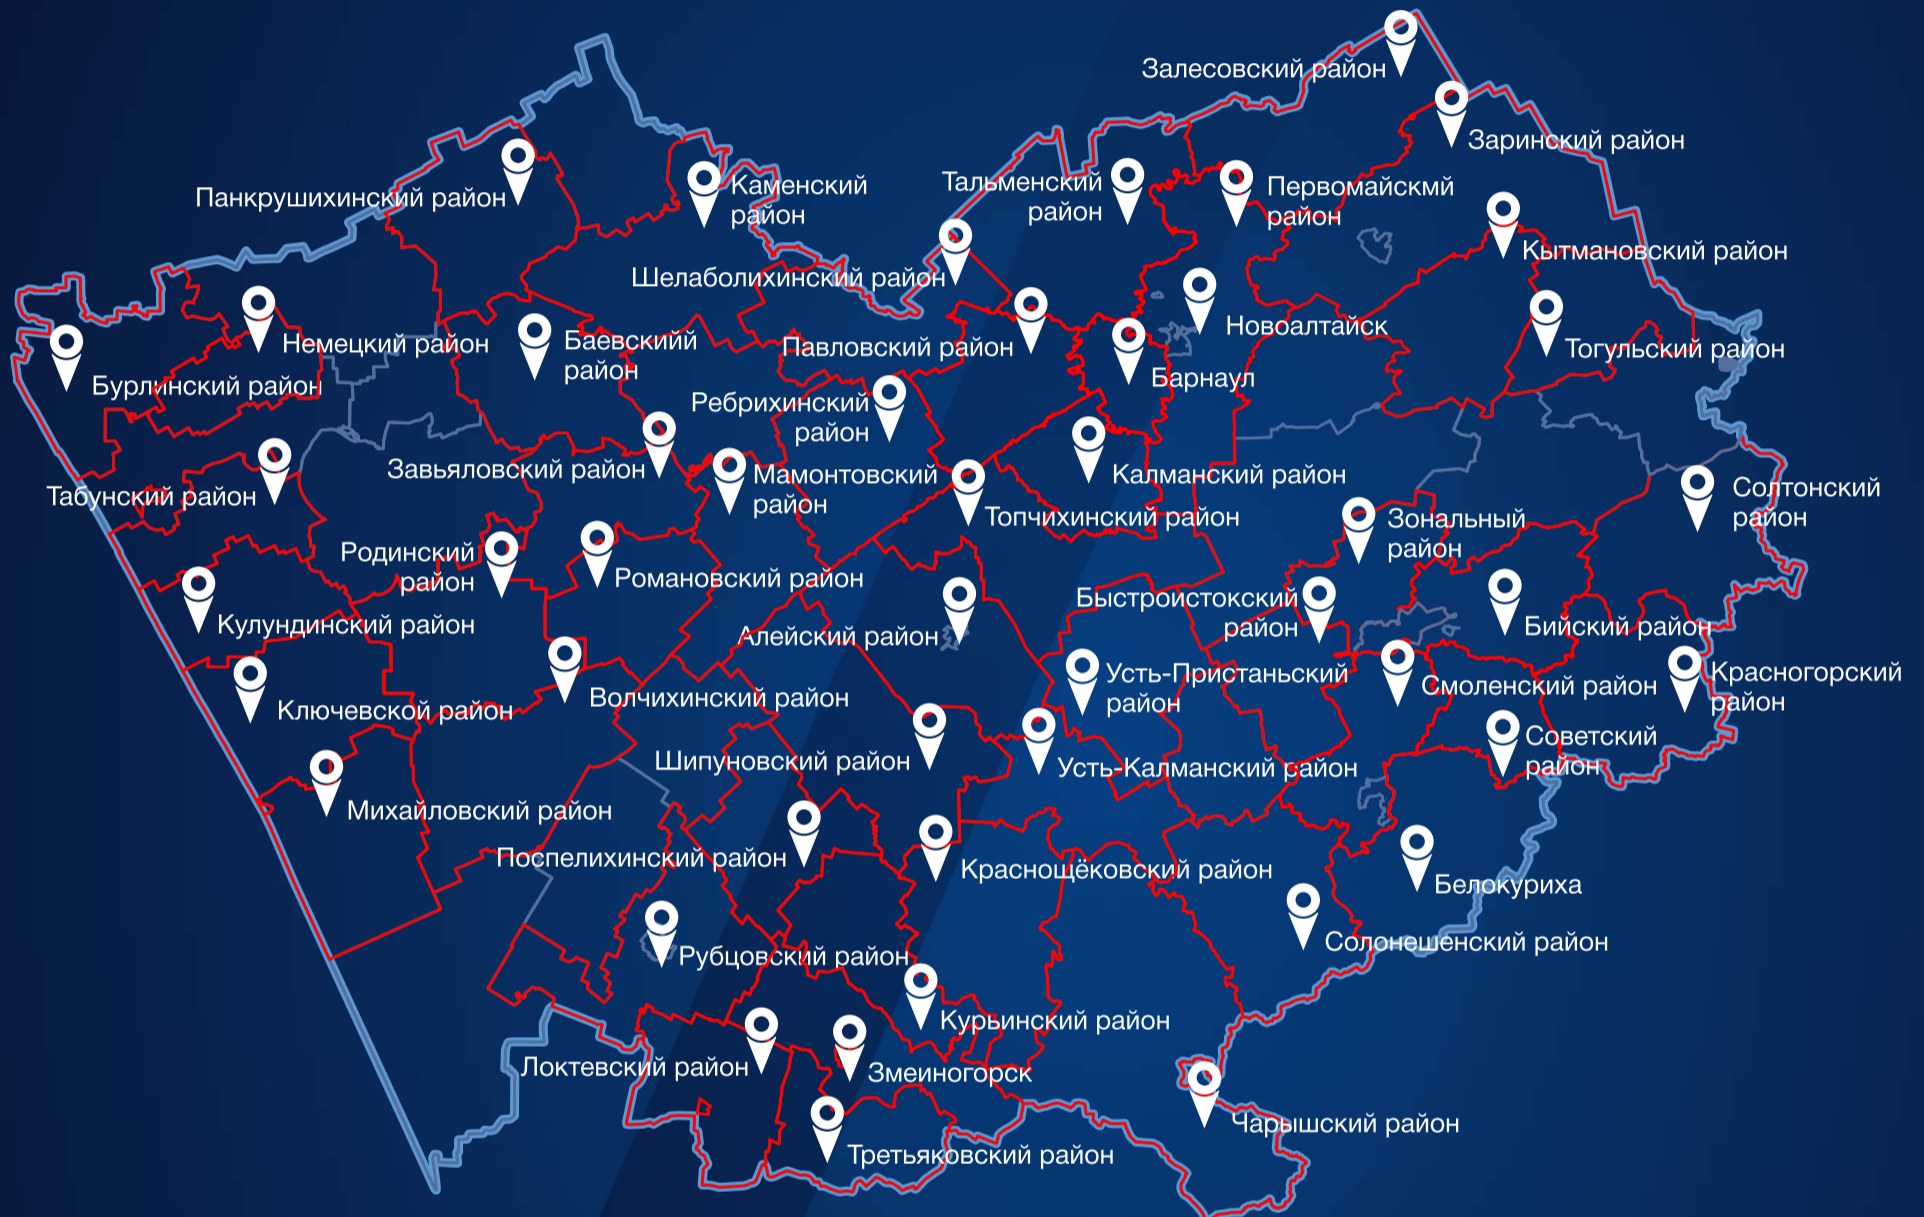 Залесовский район
Заринский район
Панкрушихинский район
Каменский
район
Тальменский
район
Первомайскмй
район
Кытмановский район
Шелаболихинский район
Немецкий район
Баевскиий
район
Павловский район
Новоалтайск
Тогульский район
Бурлинский район
Барнаул
Ребрихинский
район
Завьяловский район
Мамонтовский
район
Калманский район
Табунский район
Солтонский
район
Топчихинский район
Зональный
район
Родинский
район
Романовский район
Быстроистокский
район
Кулундинский район
Алейский район
Бийский район
Усть-Пристаньский
район
Смоленский район
Красногорский
район
Ключевской район
Волчихинский район
Шипуновский район
Усть-Калманский район
Советский
район
Михайловский район
Поспелихинский район
Краснощёковский район
Белокуриха
Рубцовский район
Солонешенский район
Курьинский район
Локтевский район
Змеиногорск
Чарышский район
Третьяковский район